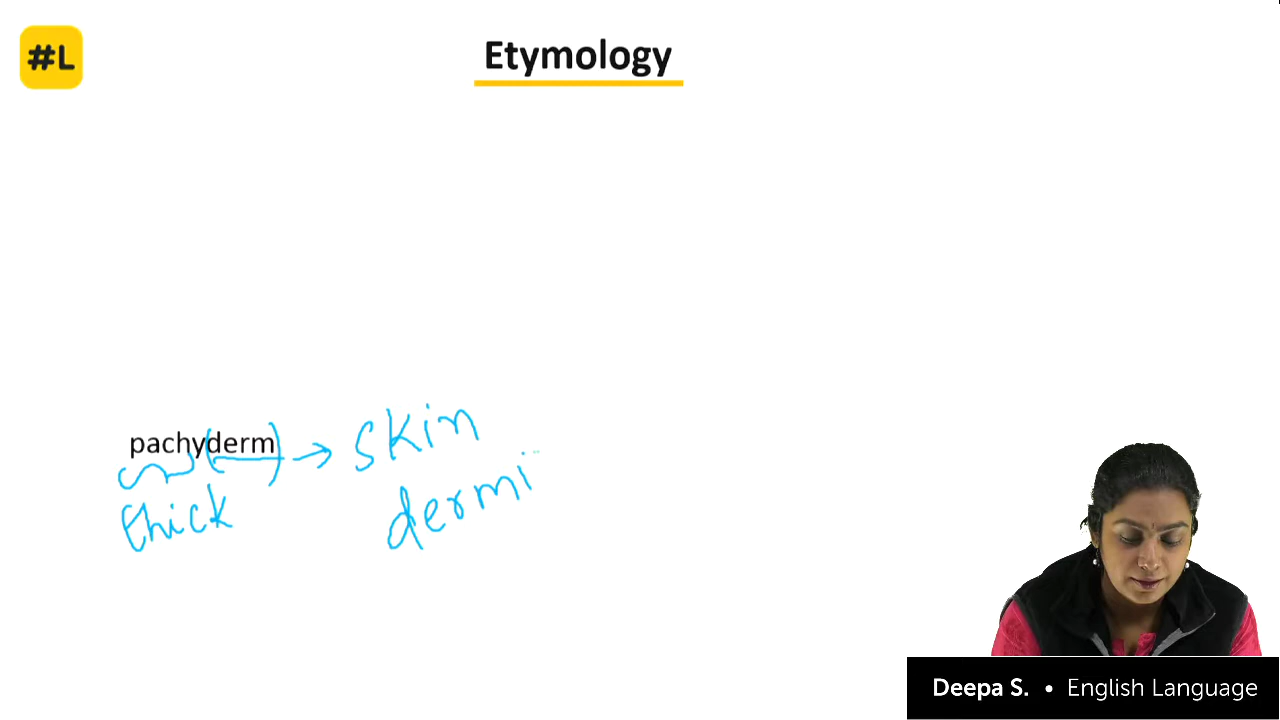 #L
Etymology
pachyderm → skin
thick
dermi
Deepa S. • English Language